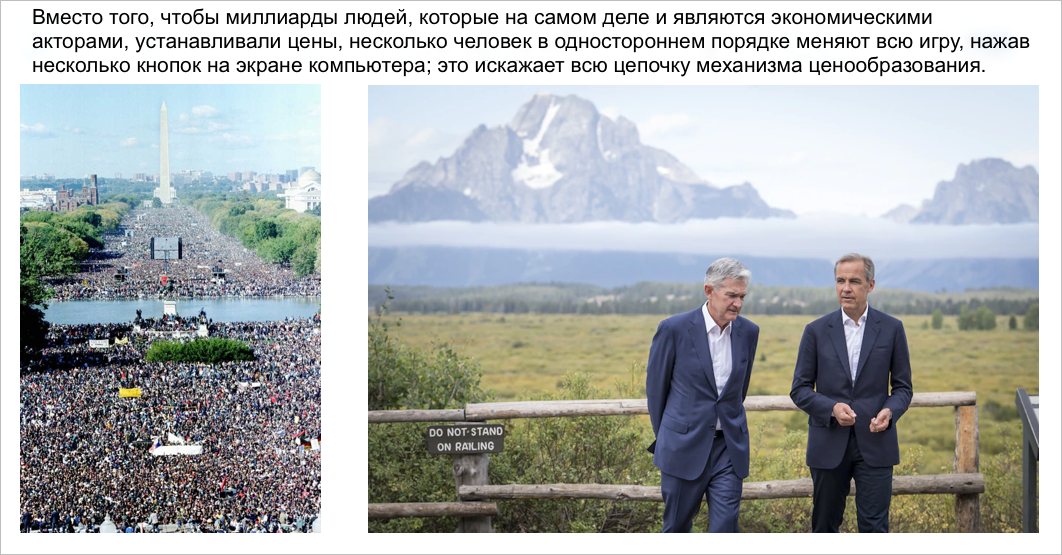 Вместо того, чтобы миллиарды людей, которые на самом деле и являются экономическими
акторами, устанавливали цены, несколько человек в одностороннем порядке меняют всю игру, нажав
несколько кнопок на экране компьютера; это искажает всю цепочку механизма ценообразования.
DO NOT STAND
ON RAILING